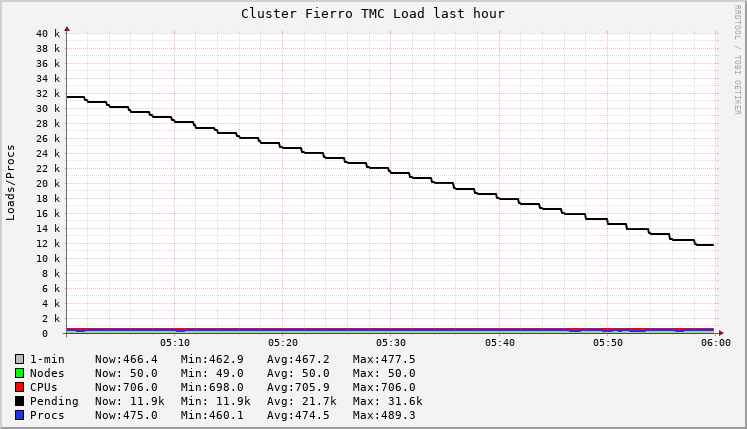 Cluster Fierro TMC Load last hour
RRDTOOL / TOBI OETIKER
Loads/Procs
40 k
38 k
36 k
34 k
32 k
30 k
28 k
26 k
24 k
22 k
20 k
18 k
16 k
14 k
12 k
10 k
8 k
6 k
4 k
2 k
0
05:10 05:20 05:30 05:40 05:50 06:00
1-min Now:466.4 Min:462.9 Avg:467.2 Max:477.5
Nodes Now: 50.0 Min: 49.0 Avg: 50.0 Max: 50.0
CPUs Now:706.0 Min:698.0 Avg:705.9 Max:706.0
Pending Now: 11.9k Min: 11.9k Avg: 21.7k Max: 31.6k
Procs Now:475.0 Min:460.1 Avg:474.5 Max:489.3